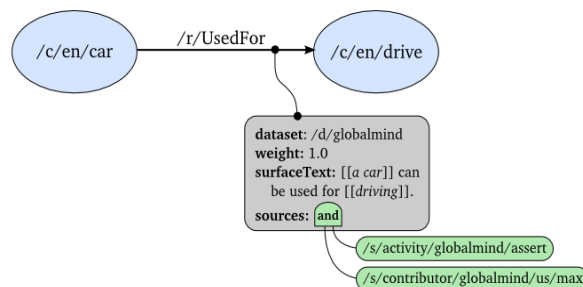 /r/UsedFor
/c/en/car
/c/en/drive
dataset: /d/globalmind
weight: 1.0
surfaceText: [[a car]] can
be used for [[driving]].
sources: and
/s/activity/globalmind/assert
/s/contributor/globalmind/us/max